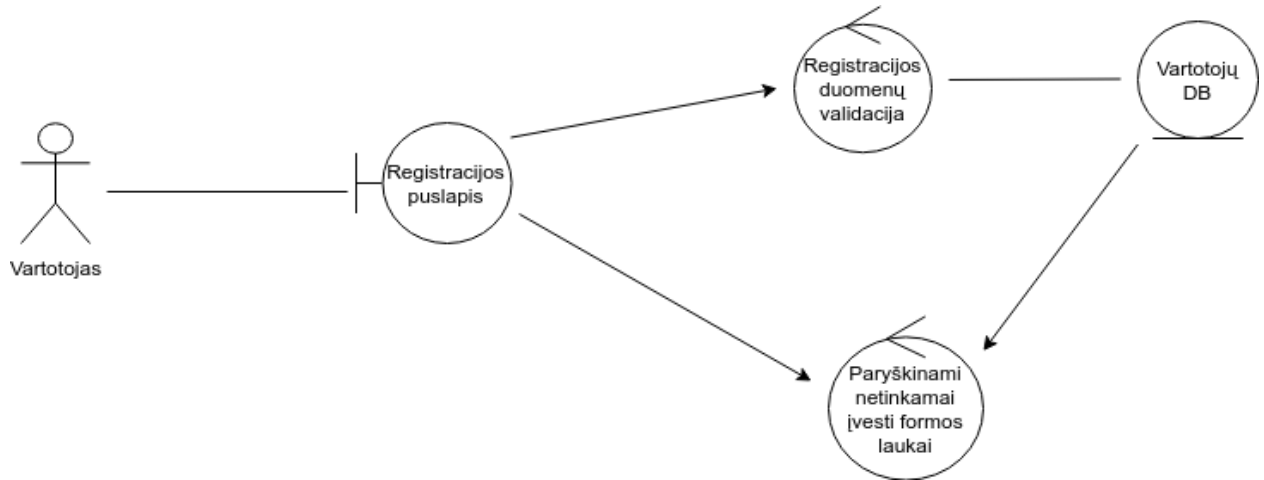 Vartotojas
Registracijos
puslapis
Registracijos
duomenų
validacija
Vartotojų
DB
Paryškinami
netinkamai
įvesti formos
laukai